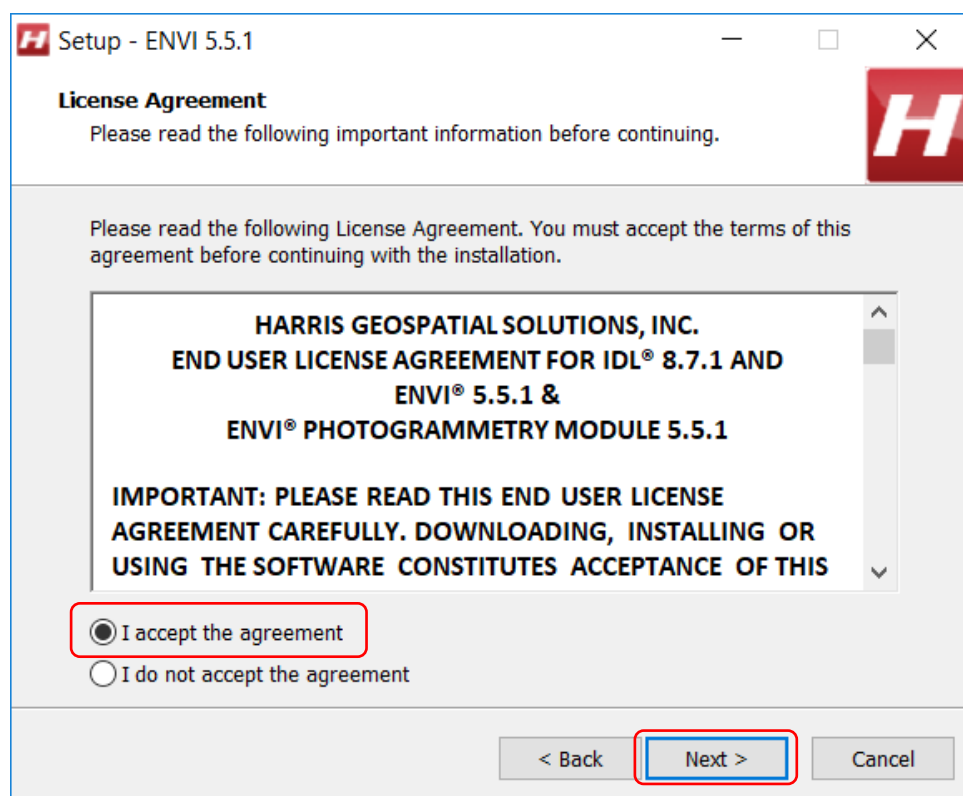 Setup - ENVI 5.5.1
License Agreement
Please read the following important information before continuing.
H
Please read the following License Agreement. You must accept the terms of this
agreement before continuing with the installation.
HARRIS GEOSPATIAL SOLUTIONS, INC.
END USER LICENSE AGREEMENT FOR IDL® 8.7.1 AND
ENVI® 5.5.1 &
ENVI® PHOTOGRAMMETRY MODULE 5.5.1
IMPORTANT: PLEASE READ THIS END USER LICENSE
AGREEMENT CAREFULLY. DOWNLOADING, INSTALLING OR
USING THE SOFTWARE CONSTITUTES ACCEPTANCE OF THIS
I accept the agreement
I do not accept the agreement
< Back Next > Cancel